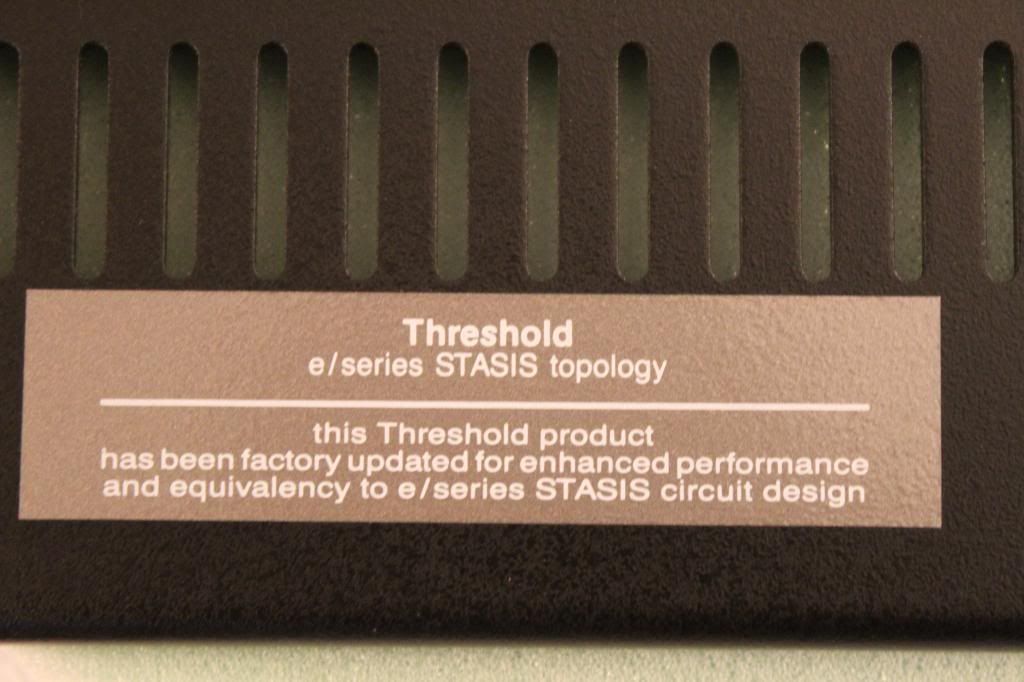 Threshold
e/series STASIS topology
this Threshold product
has been factory updated for enhanced performance
and equivalency to e/series STASIS circuit design